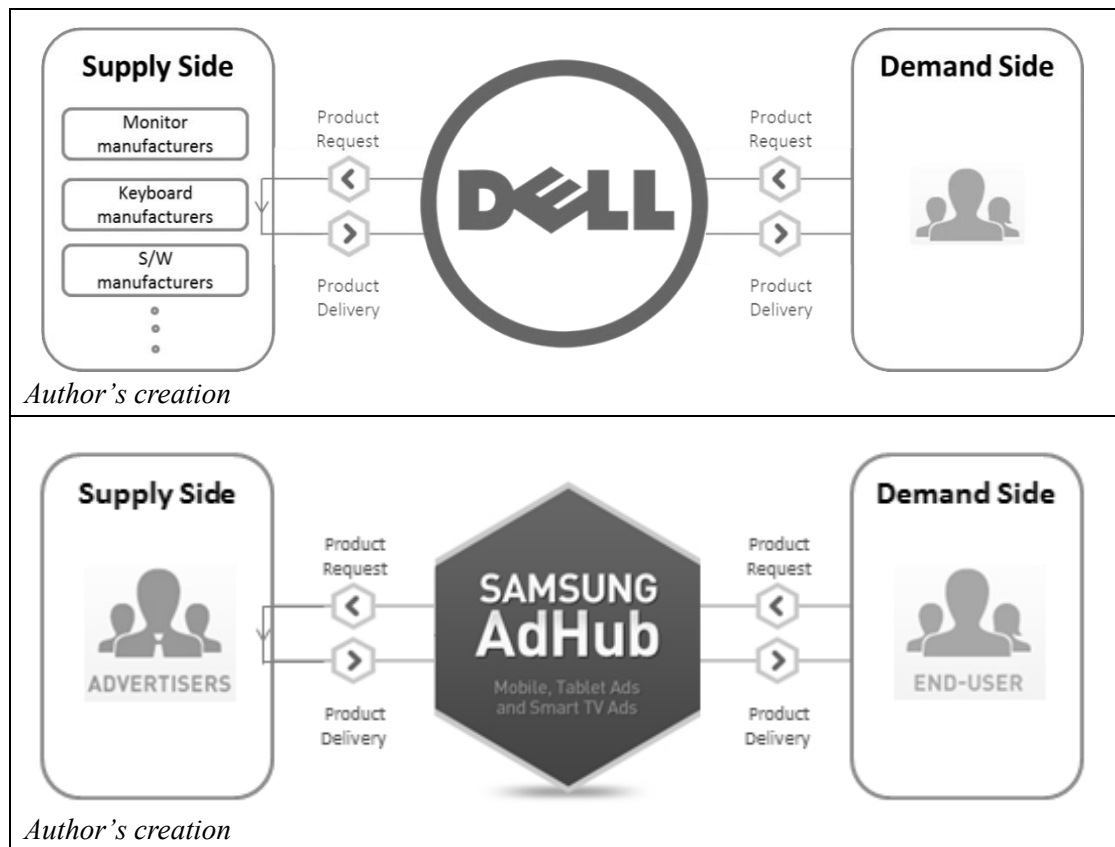 Supply Side
Monitor
manufacturers
Keyboard
manufacturers
S/W
manufacturers
Product
Request
Product
Delivery
DELL
Product
Request
Product
Delivery
Demand Side
Author’s creation
Supply Side
ADVERTISERS
Product
Request
Product
Delivery
SAMSUNG
AdHub
Mobile, Tablet Ads
and Smart TV Ads
Product
Request
Product
Delivery
Demand Side
END-USER
Author’s creation